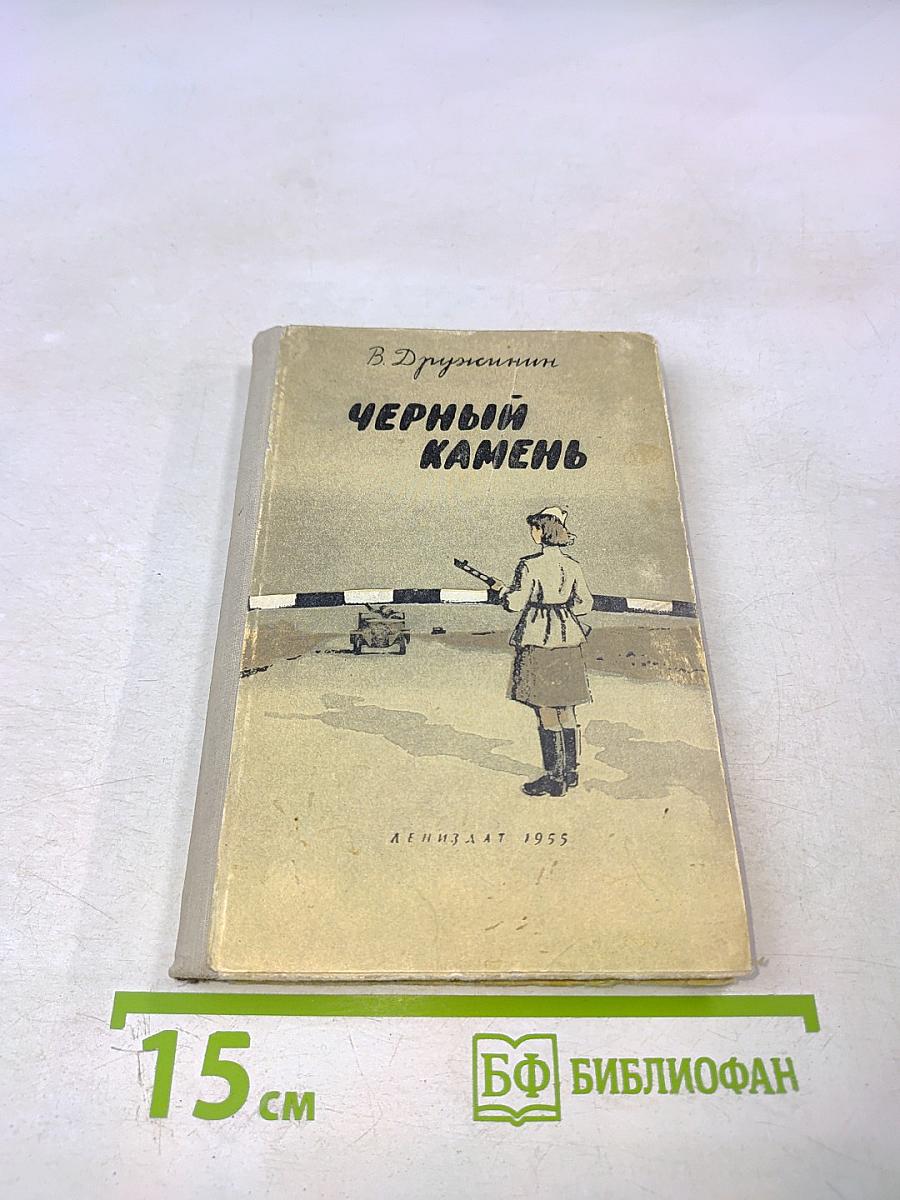 В. Дружинин
ЧЕРНЫЙ
КАМЕНЬ
ЛЕНИЗДАТ 1955
15 см
БФ БИБЛИОФАН